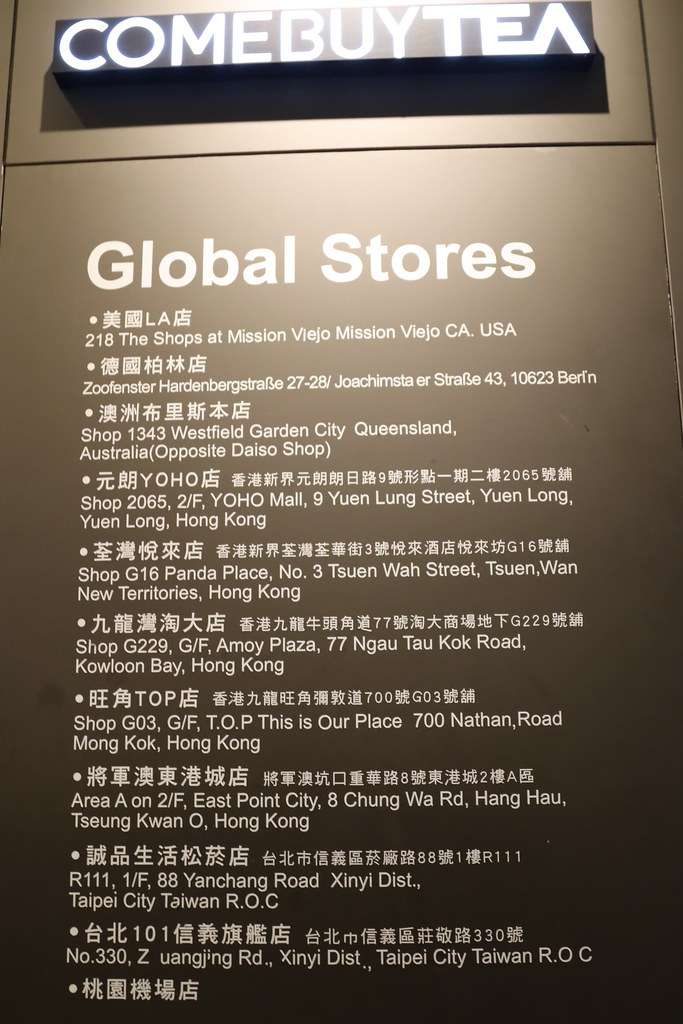 COMEBUYTEA
Global Stores
•美國LA店
218 The Shops at Mission Viejo Mission Viejo CA. USA
•德國柏林店
Zoofenster Hardenbergstraße 27-28/ Joachimsta er Straße 43, 10623 Berl'n
•澳洲布里斯本店
Shop 1343 Westfield Garden City Queensland,
Australia(Opposite Daiso Shop)
•元朗YOHO店 香港新界元朗朗日路9號形點一期二樓2065號舖
Shop 2065, 2/F, YOHO Mall, 9 Yuen Lung Street, Yuen Long,
Yuen Long, Hong Kong
•荃灣悅來店 香港新界荃灣荃華街3號悅來酒店悅來坊G16號舖
Shop G16 Panda Place, No. 3 Tsuen Wah Street, Tsuen,Wan
New Territories, Hong Kong
•九龍灣淘大店 香港九龍牛頭角道77號淘大商場地下G229號舖
Shop G229, G/F, Amoy Plaza, 77 Ngau Tau Kok Road,
Kowloon Bay, Hong Kong
•旺角TOP店 香港九龍旺角彌敦道700號G03號舖
Shop G03, G/F, T.O.P This is Our Place 700 Nathan,Road
Mong Kok, Hong Kong
•將軍澳東港城店 將軍澳坑口重華路8號東港城2樓A區
Area A on 2/F, East Point City, 8 Chung Wa Rd, Hang Hau,
Tseung Kwan O, Hong Kong
•誠品生活松菸店 台北市信義區菸廠路88號1樓R111
R111, 1/F, 88 Yanchang Road Xinyi Dist.,
Taipei City Taiwan R.O.C
•台北101信義旗艦店 台北市信義區莊敬路330號
No.330, Z uangjing Rd., Xinyi Dist., Taipei City Taiwan R.O C
•桃園機場店